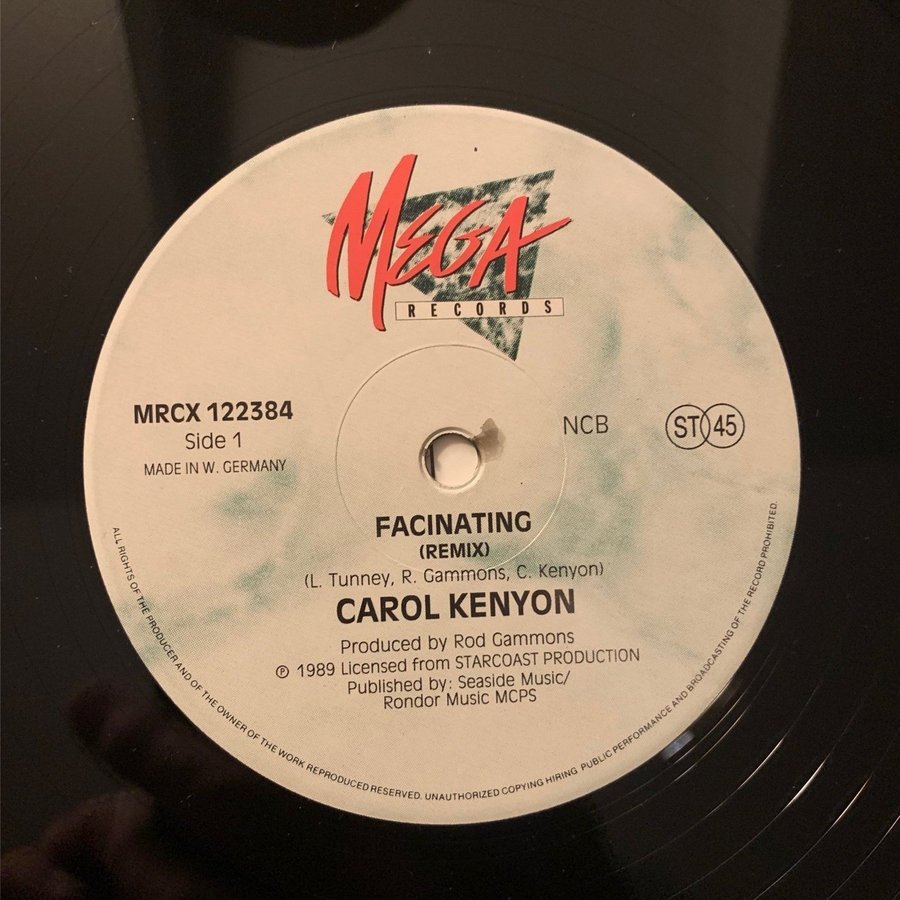 MEGA
RECORDS
MRCX 122384
Side 1
MADE IN W. GERMANY
NCB
ST 45
FACINATING
(REMIX)
(L. Tunney, R. Gammons, C. Kenyon)
CAROL KENYON
Produced by Rod Gammons
℗ 1989 Licensed from STARCOAST PRODUCTION
Published by: Seaside Music/
Rondor Music MCPS
ALL RIGHTS OF THE PRODUCER AND OF THE OWNER OF THE WORK REPRODUCED RESERVED. UNAUTHORIZED COPYING HIRING PUBLIC PERFORMANCE AND BROADCASTING OF THE RECORD PROHIBITED.